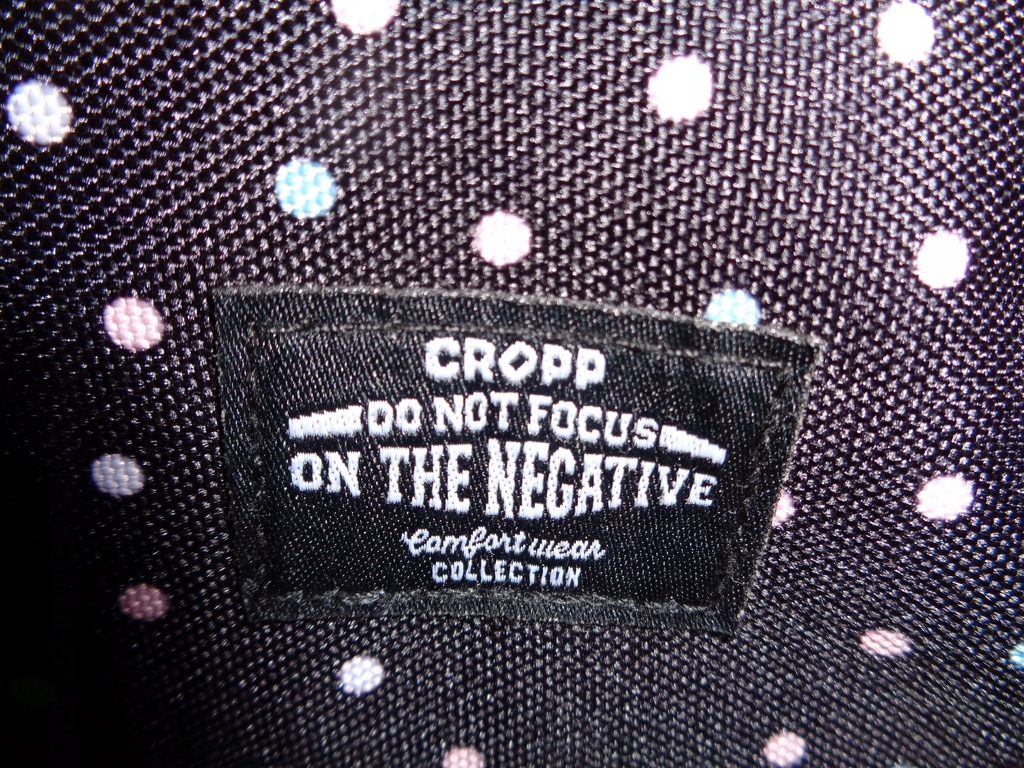 CROPP
DO NOT FOCUS
ON THE NEGATIVE
Comfort wear
COLLECTION